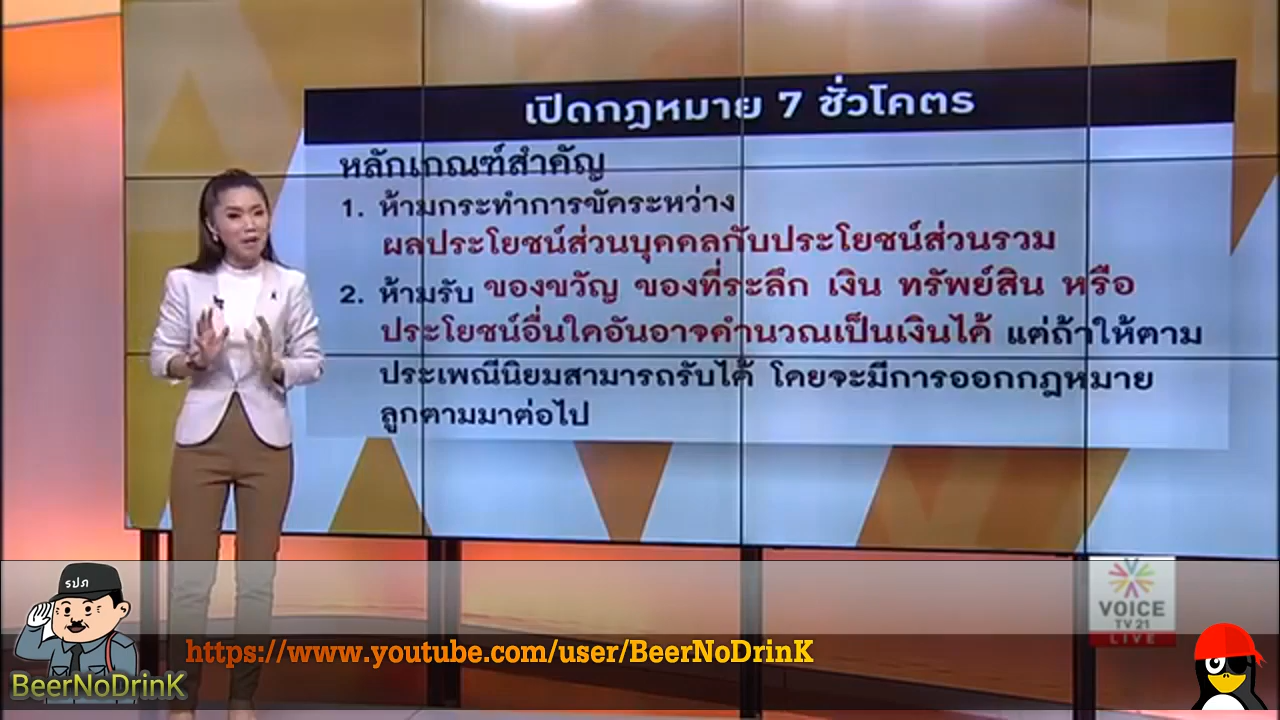 เปิดกฎหมาย 7 ชั่วโคตร
หลักเกณฑ์สำคัญ
1. ห้ามกระทำการขัดระหว่าง
ผลประโยชน์ส่วนบุคคลกับประโยชน์ส่วนรวม
2. ห้ามรับ ของขวัญ ของที่ระลึก เงิน ทรัพย์สิน หรือ
ประโยชน์อื่นใดอันอาจคำนวณเป็นเงินได้ แต่ถ้าให้ตาม
ประเพณีนิยมสามารถรับได้ โดยจะมีการออกกฎหมาย
ลูกตามมาต่อไป
รปภ
VOICE
TV 21
LIVE
https://www.youtube.com/user/BeerNoDrinK
BeerNoDrinK